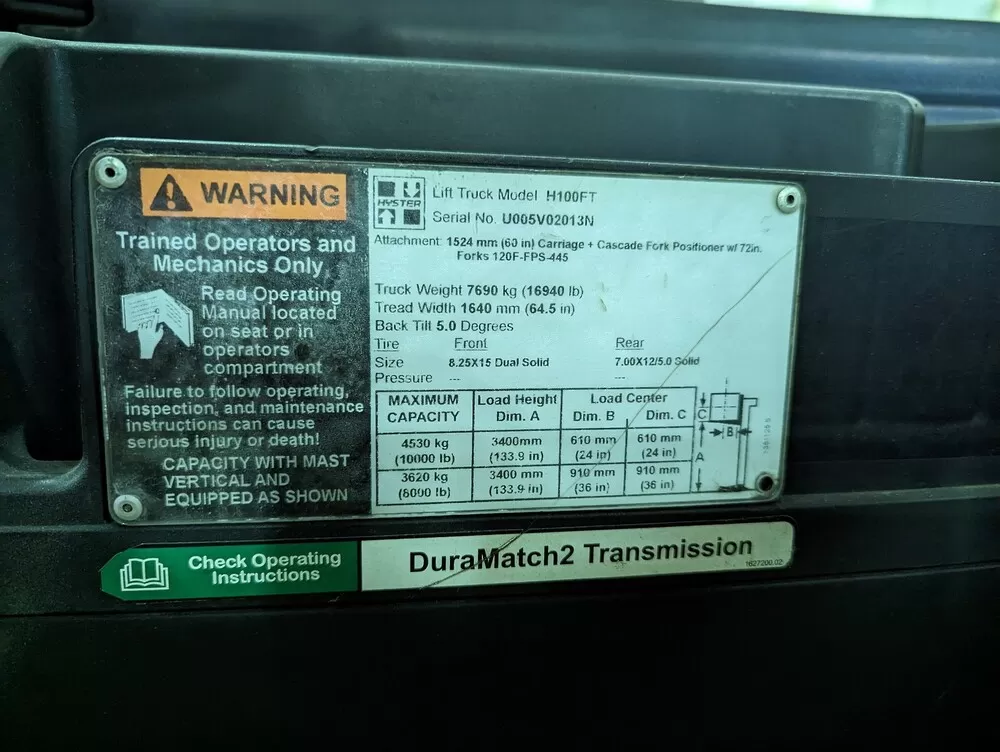 WARNING
Trained Operators and
Mechanics Only
Read Operating
Manual located
on seat or in
operators
compartment
Failure to follow operating,
inspection, and maintenance
instructions can cause
serious injury or death!
CAPACITY WITH MAST
VERTICAL AND
EQUIPPED AS SHOWN
HYSTER
Lift Truck Model H100FT
Serial No. U005V02013N
Attachment: 1524 mm (60 in) Carriage + Cascade Fork Positioner w/ 72in.
Forks 120F-FPS-445
Truck Weight 7690 kg (16940 lb)
Tread Width 1640 mm (64.5 in)
Back Tilt 5.0 Degrees
Tire Front Rear
Size 8.25X15 Dual Solid 7.00X12/5.0 Solid
Pressure --- ---
MAXIMUM CAPACITY Load Height Dim. A Load Center Dim. B Dim. C
4530 kg 3400mm 610 mm 610 mm
(10000 lb) (133.9 in) (24 in) (24 in)
3620 kg 3400 mm 910 mm 910 mm
(8000 lb) (133.9 in) (36 in) (36 in)
C
B
A
Check Operating
Instructions
DuraMatch2 Transmission
1627200.02